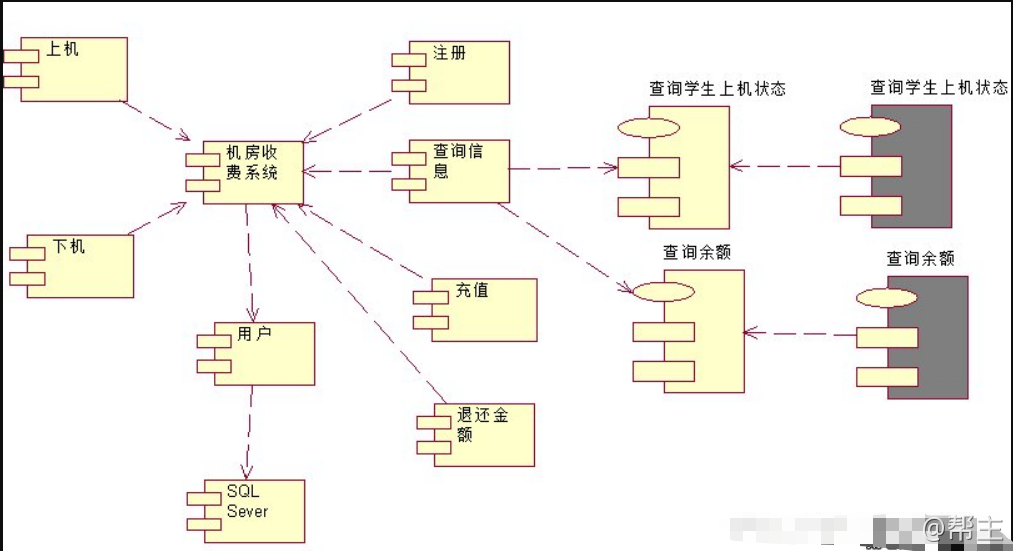 上机
注册
查询学生上机状态
查询学生上机状态
机房收
费系统
查询信
息
下机
查询余额
查询余额
充值
用户
退还金
额
SQL
Sever
@帮主